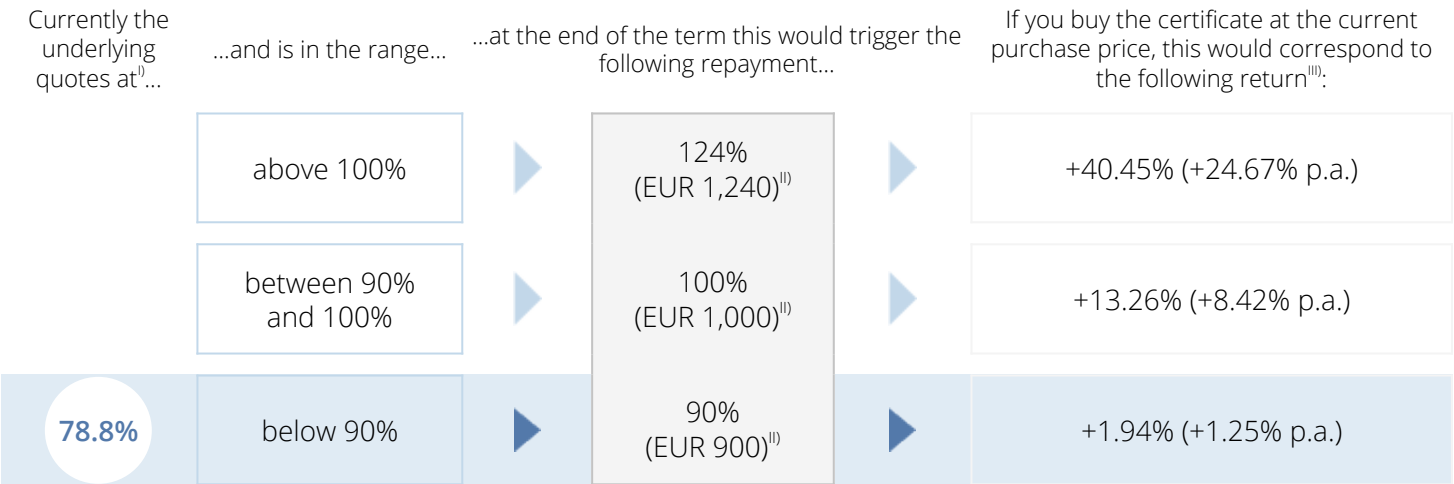 Currently the
underlying
quotes at^I)...
...and is in the range...
...at the end of the term this would trigger the
following repayment...
If you buy the certificate at the current
purchase price, this would correspond to
the following return^III):
above 100%
124%
(EUR 1,240)^II)
+40.45% (+24.67% p.a.)
between 90%
and 100%
100%
(EUR 1,000)^II)
+13.26% (+8.42% p.a.)
78.8%
below 90%
90%
(EUR 900)^II)
+1.94% (+1.25% p.a.)